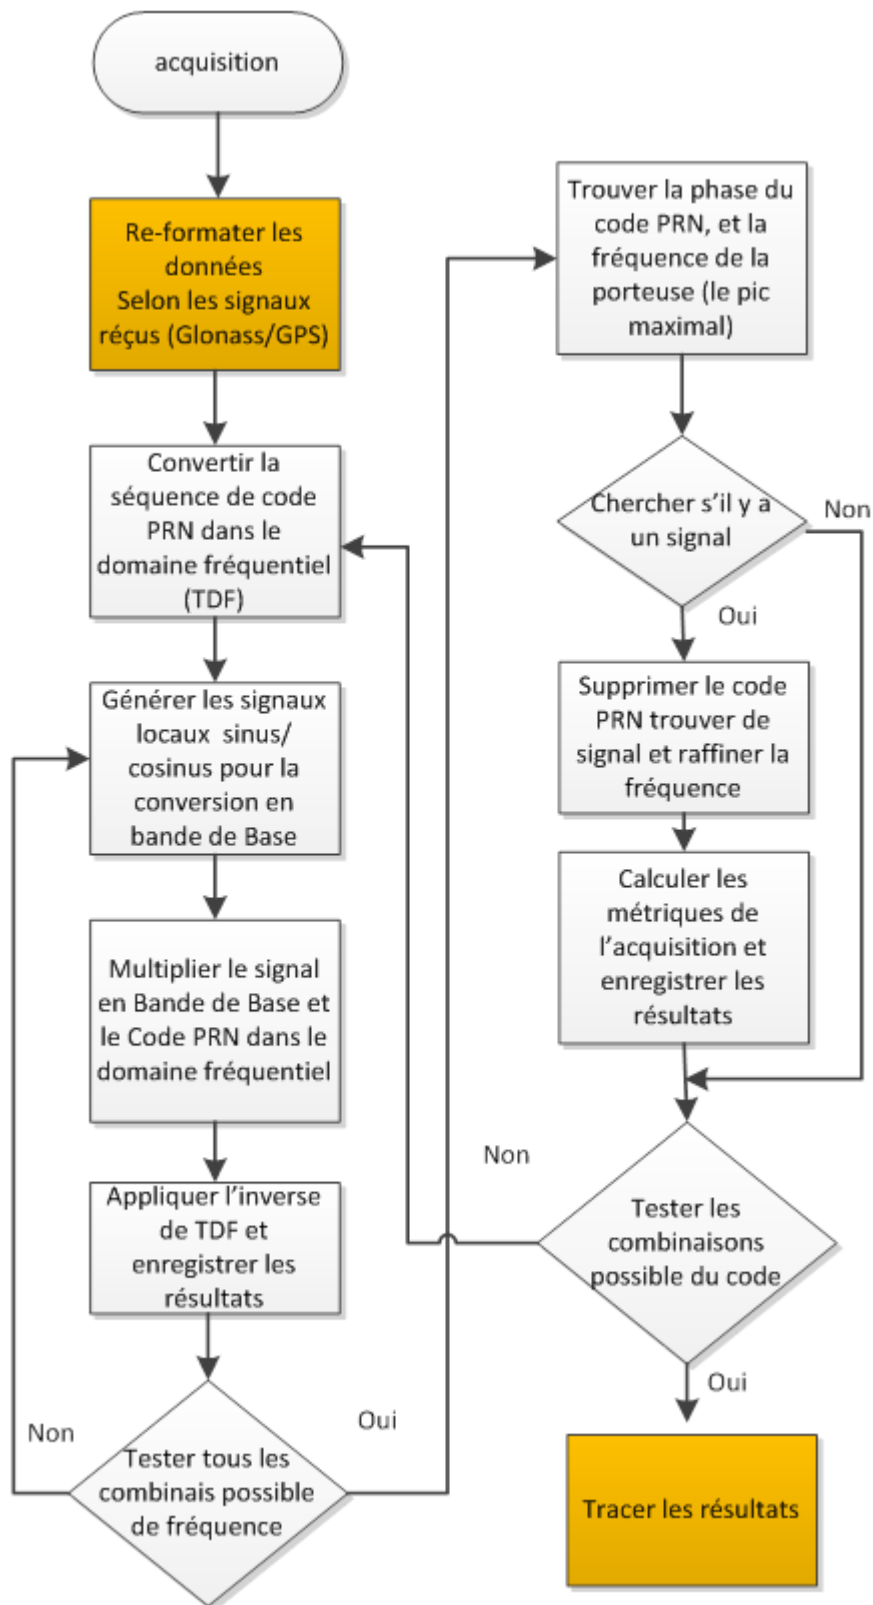 acquisition
Re-formater les
données
Selon les signaux
réçus (Glonass/GPS)
Convertir la
séquence de code
PRN dans le
domaine fréquentiel
(TDF)
Générer les signaux
locaux sinus/
cosinus pour la
conversion en
bande de Base
Multiplier le signal
en Bande de Base et
le Code PRN dans le
domaine fréquentiel
Appliquer l'inverse
de TDF et
enregistrer les
résultats
Non
Oui
Tester tous les
combinais possible
de fréquence
Trouver la phase du
code PRN, et la
fréquence de la
porteuse (le pic
maximal)
Chercher s'il y a
un signal
Non
Oui
Supprimer le code
PRN trouver de
signal et raffiner la
fréquence
Calculer les
métriques de
l'acquisition et
enregistrer les
résultats
Non
Tester les
combinaisons
possible du code
Oui
Tracer les résultats